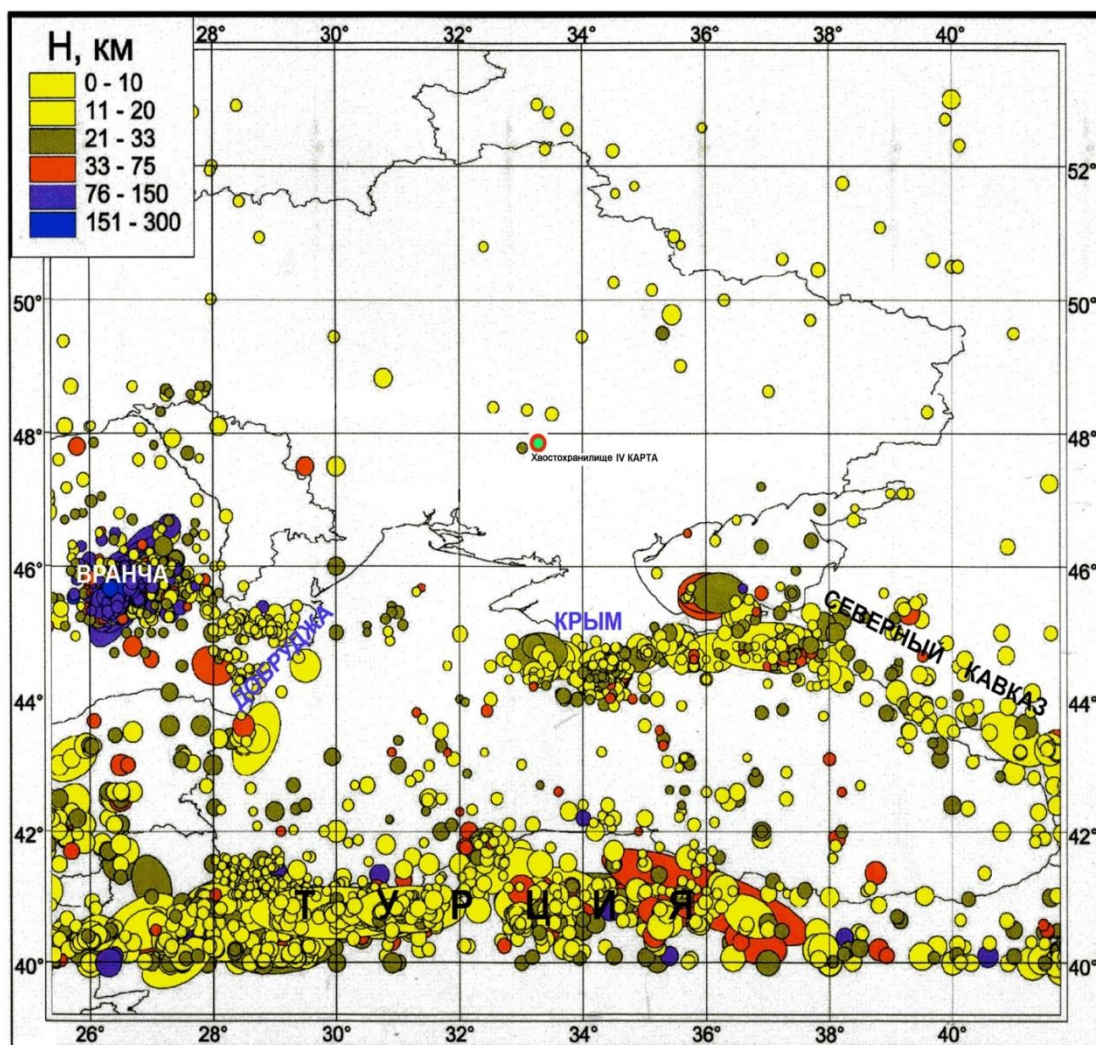 Н, км
0 - 10
11 - 20
21 - 33
33 - 75
76 - 150
151 - 300
28° 30° 32° 34° 36° 38° 40°
52° 52°
50° 50°
48° 48°
Хвостохранилище IV КАРТА
46° 46°
ВРАНЧА
ДОБРУДЖА
КРЫМ
СЕВЕРНЫЙ КАВКАЗ
44° 44°
42° 42°
ТУРЦИЯ
40° 40°
26° 28° 30° 32° 34° 36° 38° 40°